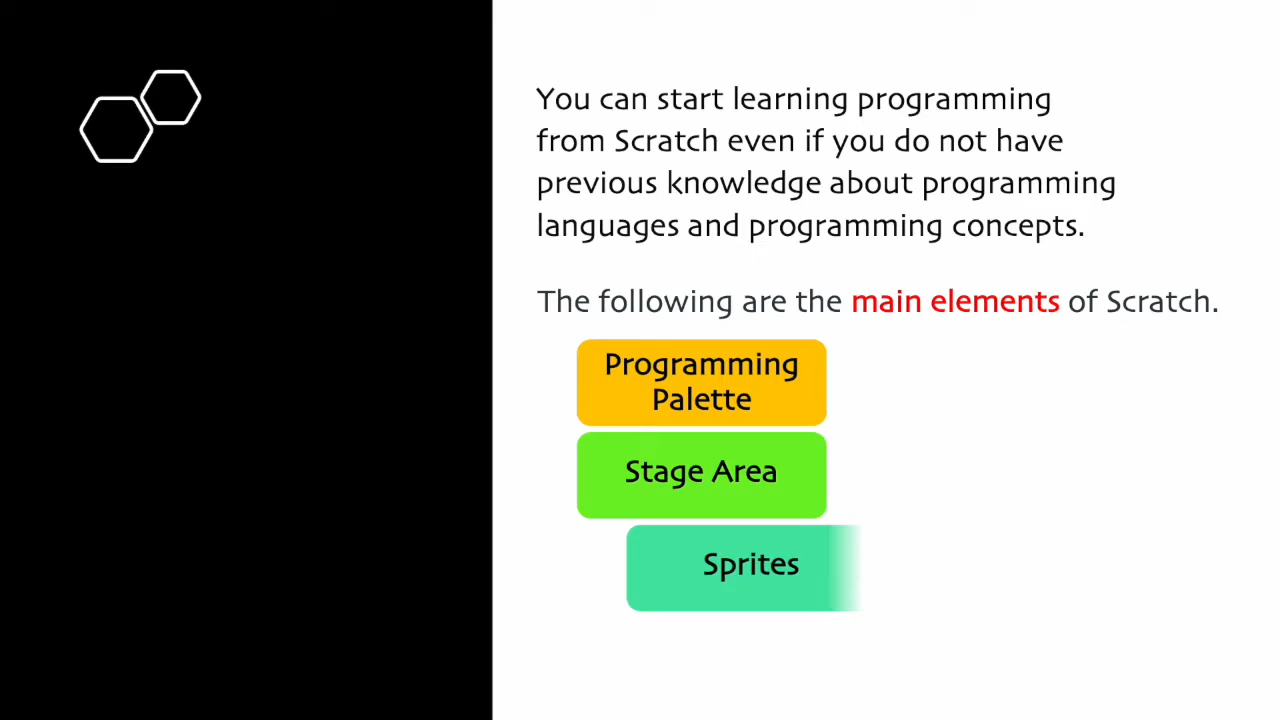 You can start learning programming
from Scratch even if you do not have
previous knowledge about programming
languages and programming concepts.
The following are the main elements of Scratch.
Programming
Palette
Stage Area
Sprites